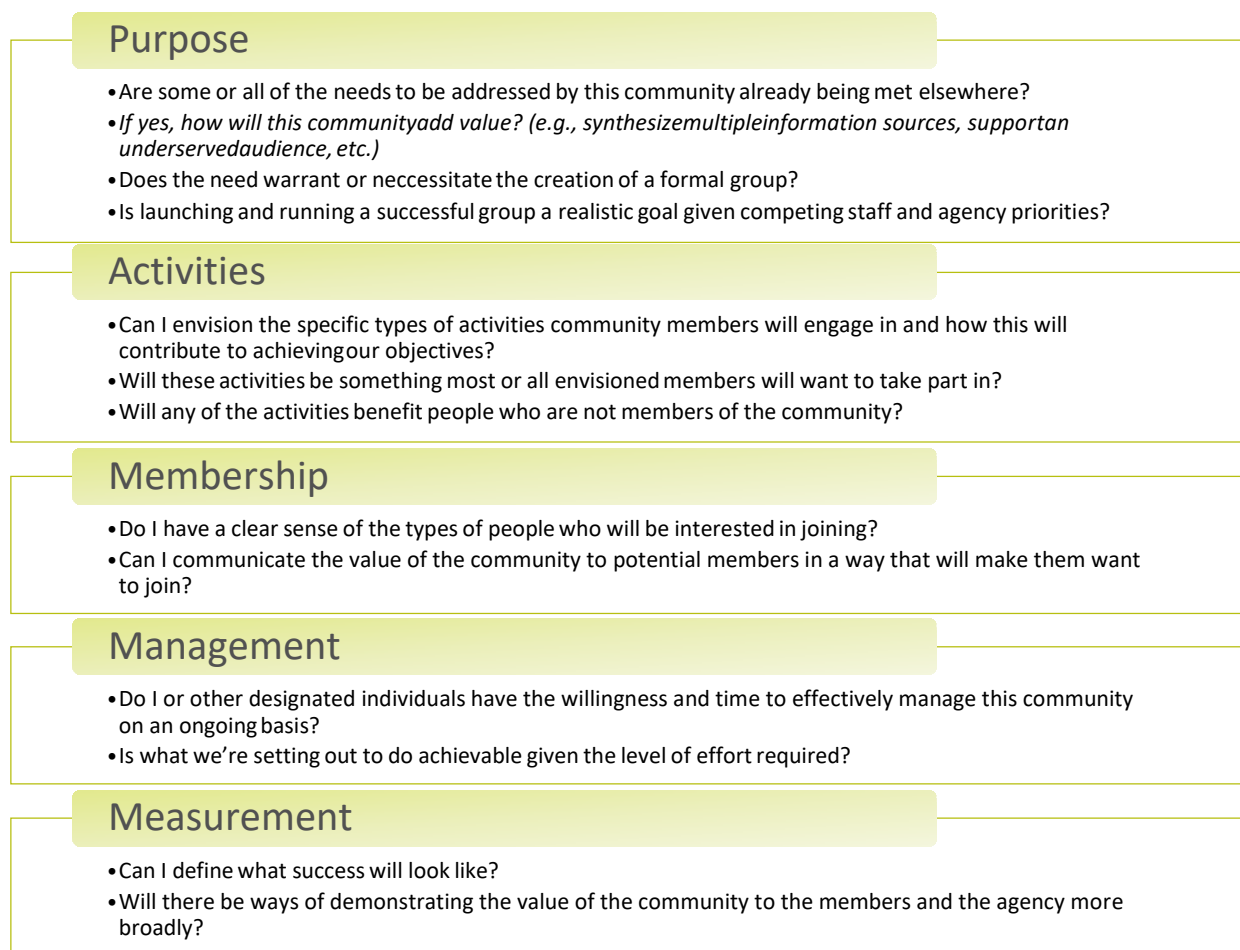 Purpose
•Are some or all of the needs to be addressed by this community already being met elsewhere?
•If yes, how will this communityadd value? (e.g., synthesizemultipleinformation sources, supportan
underservedaudience, etc.)
•Does the need warrant or neccessitate the creation of a formal group?
•Is launching and running a successful group a realistic goal given competing staff and agency priorities?
Activities
•Can I envision the specific types of activities community members will engage in and how this will
contribute to achievingour objectives?
•Will these activities be something most or all envisioned members will want to take part in?
•Will any of the activities benefit people who are not members of the community?
Membership
•Do I have a clear sense of the types of people who will be interested in joining?
•Can I communicate the value of the community to potential members in a way that will make them want
to join?
Management
•Do I or other designated individuals have the willingness and time to effectively manage this community
on an ongoing basis?
•Is what we’re setting out to do achievable given the level of effort required?
Measurement
•Can I define what success will look like?
•Will there be ways of demonstrating the value of the community to the members and the agency more
broadly?